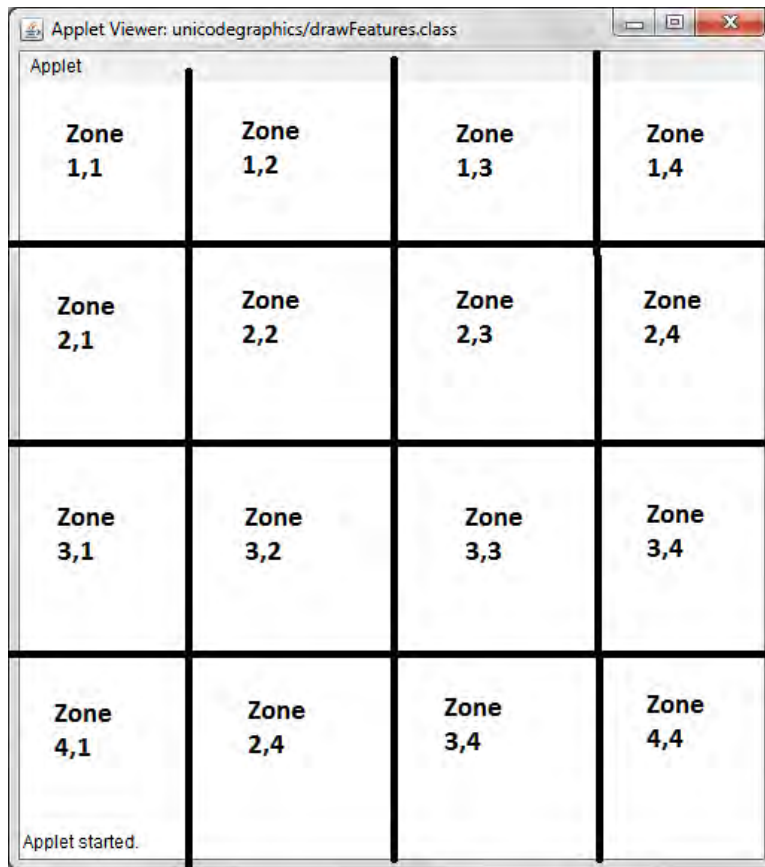 Applet Viewer: unicodegraphics/drawFeatures.class
Applet
Zone
1,1
Zone
1,2
Zone
1,3
Zone
1,4
Zone
2,1
Zone
2,2
Zone
2,3
Zone
2,4
Zone
3,1
Zone
3,2
Zone
3,3
Zone
3,4
Zone
4,1
Zone
2,4
Zone
3,4
Zone
4,4
Applet started.